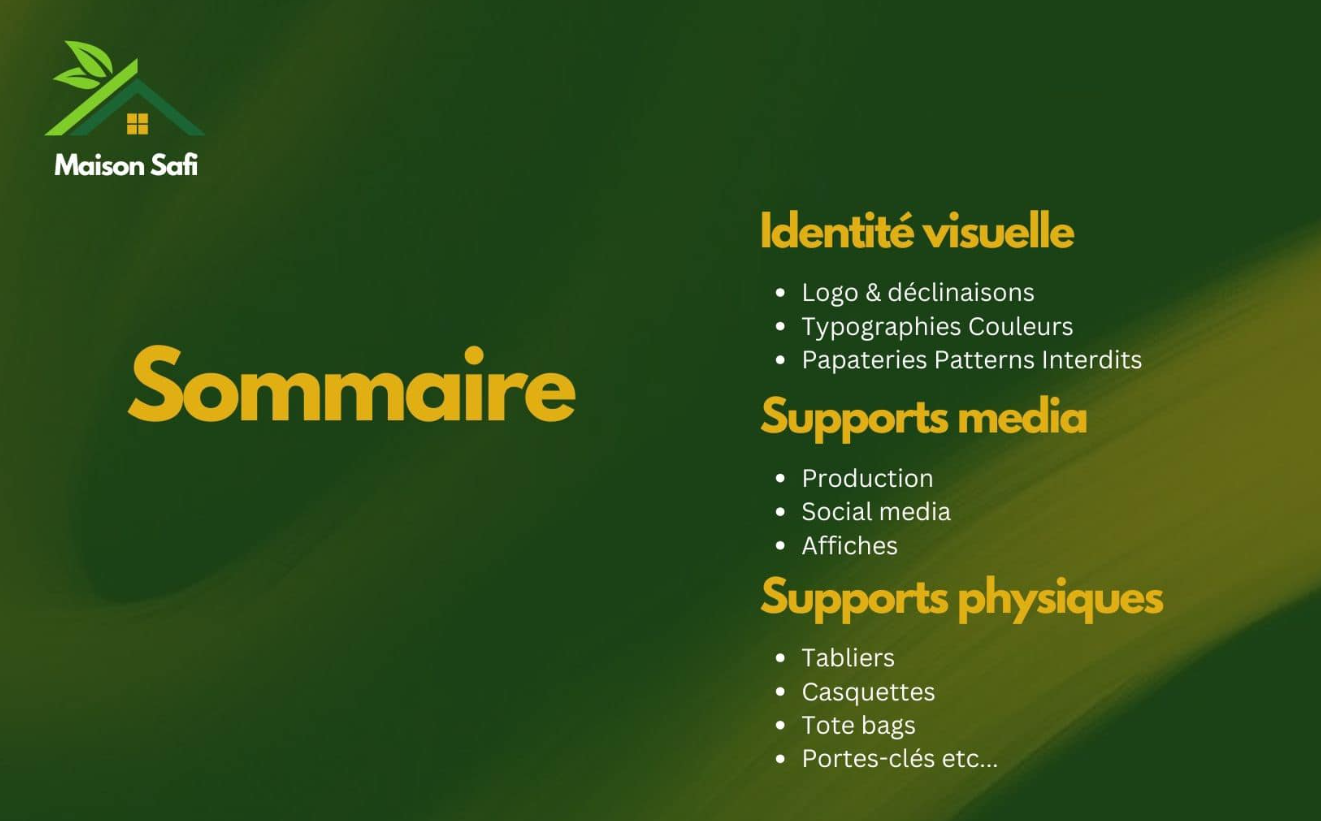 Maison Safi
Sommaire
Identité visuelle
• Logo & déclinaisons
• Typographies Couleurs
• Papateries Patterns Interdits
Supports media
• Production
• Social media
• Affiches
Supports physiques
• Tabliers
• Casquettes
• Tote bags
• Portes-clés etc...